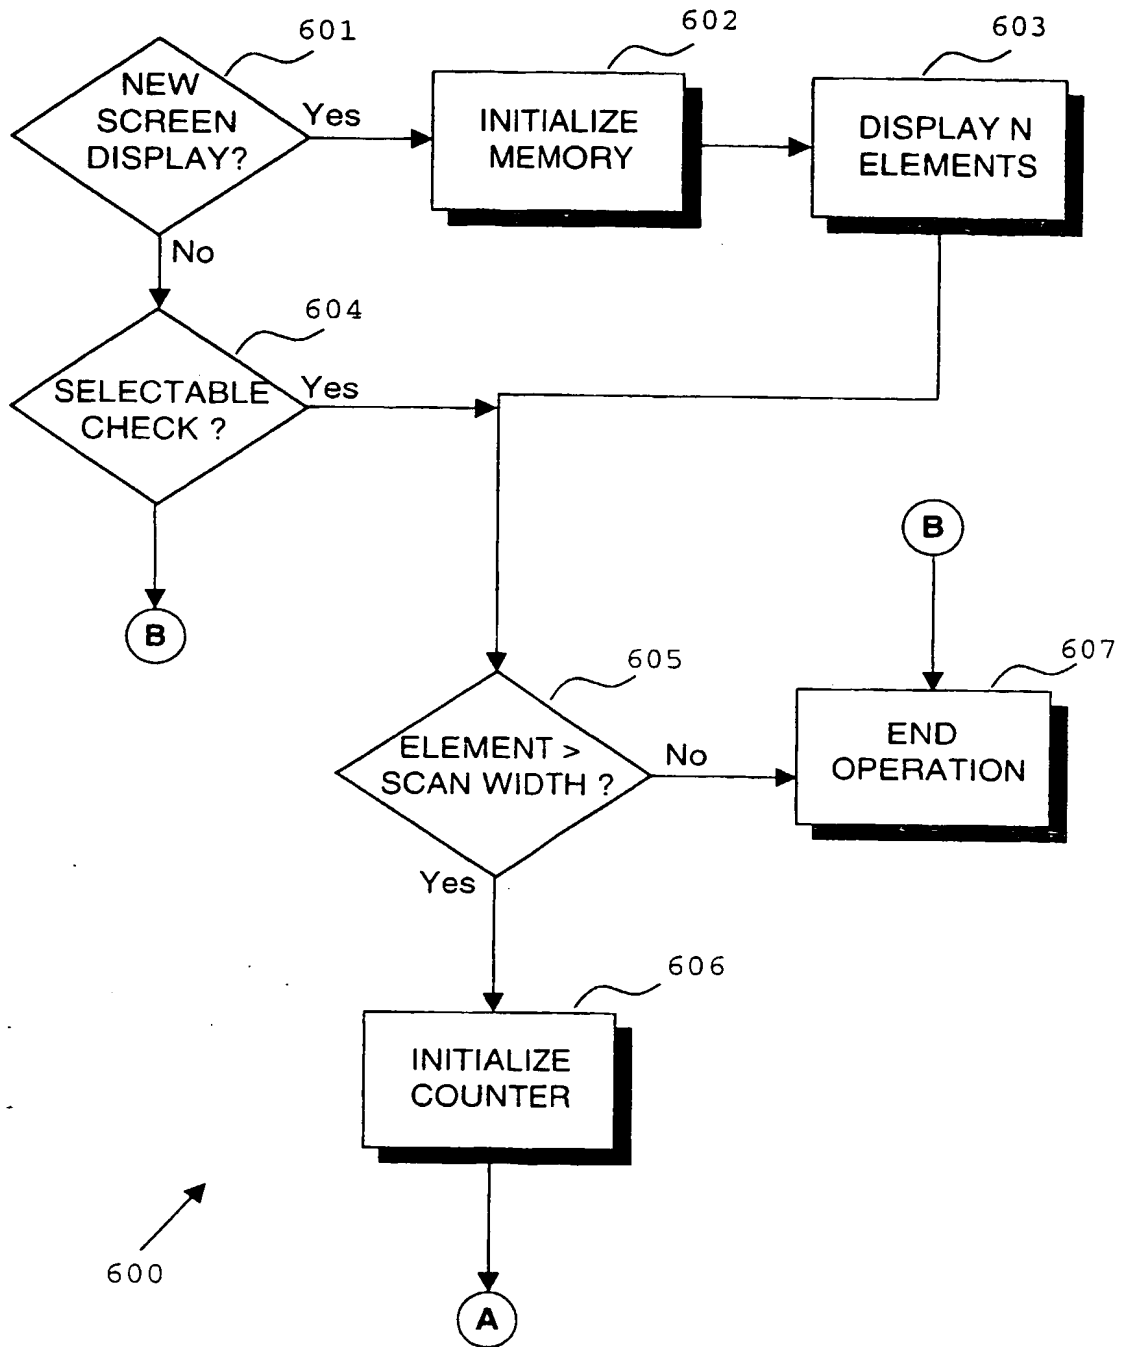 601
NEW
SCREEN
DISPLAY?
Yes
602
INITIALIZE
MEMORY
603
DISPLAY N
ELEMENTS
No
604
SELECTABLE
CHECK ?
Yes
B
B
605
ELEMENT >
SCAN WIDTH ?
No
607
END
OPERATION
Yes
606
INITIALIZE
COUNTER
600
A